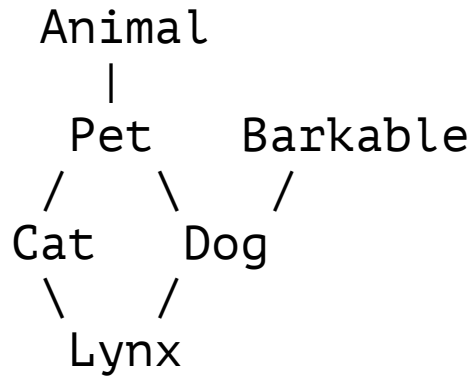 Animal
|
Pet Barkable
/ \ /
Cat Dog
\ /
Lynx